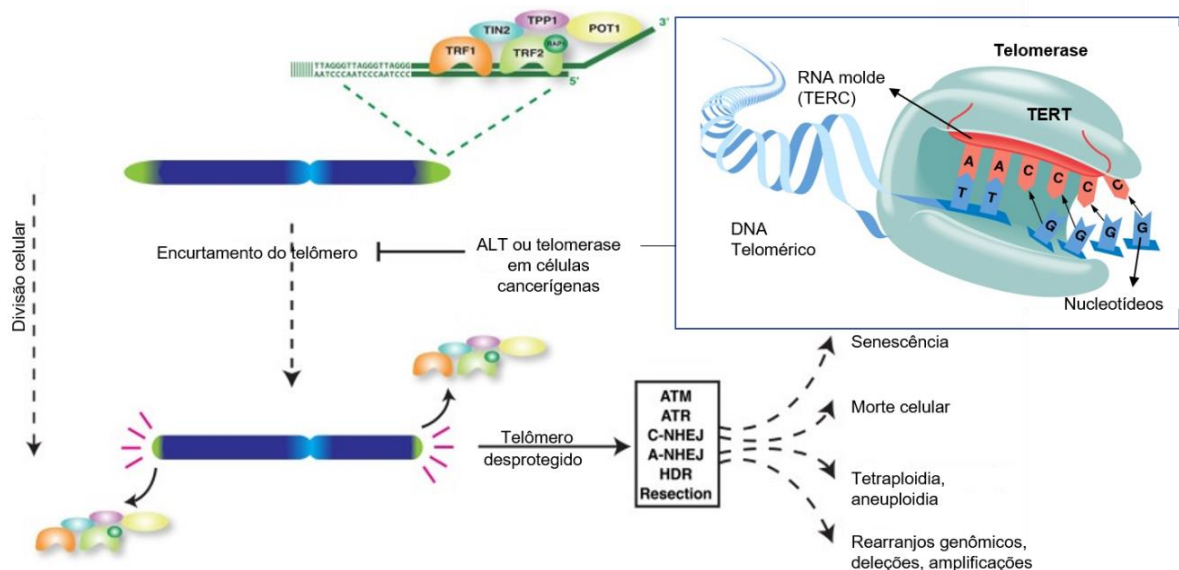 TPP1
TIN2
POT1
3'
RAP1
TRF1
TRF2
TTAGGGTTAGGGTTAGGG
AATCCCAATCCCAATCCC
5'
Telomerase
RNA molde
(TERC)
TERT
A A C C C C
T T G G G G
DNA
Telomérico
Nucleotídeos
Divisão celular
Encurtamento do telômero
ALT ou telomerase
em células
cancerígenas
Telômero
desprotegido
ATM
ATR
C-NHEJ
A-NHEJ
HDR
Resection
Senescência
Morte celular
Tetraploidia,
aneuploidia
Rearranjos genômicos,
deleções, amplificações